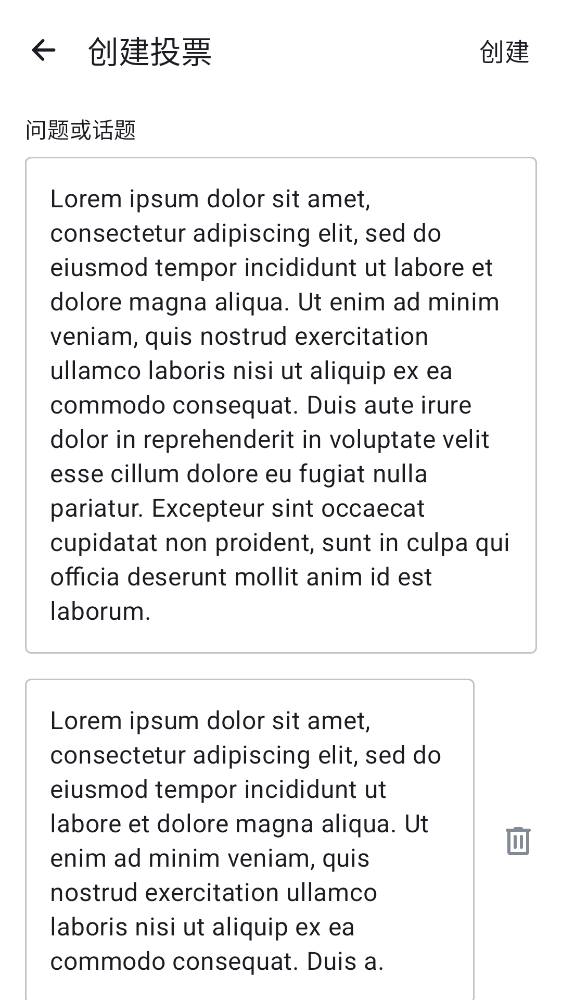 创建投票
创建
问题或话题
Lorem ipsum dolor sit amet,
consectetur adipiscing elit, sed do
eiusmod tempor incididunt ut labore et
dolore magna aliqua. Ut enim ad minim
veniam, quis nostrud exercitation
ullamco laboris nisi ut aliquip ex ea
commodo consequat. Duis aute irure
dolor in reprehenderit in voluptate velit
esse cillum dolore eu fugiat nulla
pariatur. Excepteur sint occaecat
cupidatat non proident, sunt in culpa qui
officia deserunt mollit anim id est
laborum.
Lorem ipsum dolor sit amet,
consectetur adipiscing elit, sed do
eiusmod tempor incididunt ut
labore et dolore magna aliqua. Ut
enim ad minim veniam, quis
nostrud exercitation ullamco
laboris nisi ut aliquip ex ea
commodo consequat. Duis a.